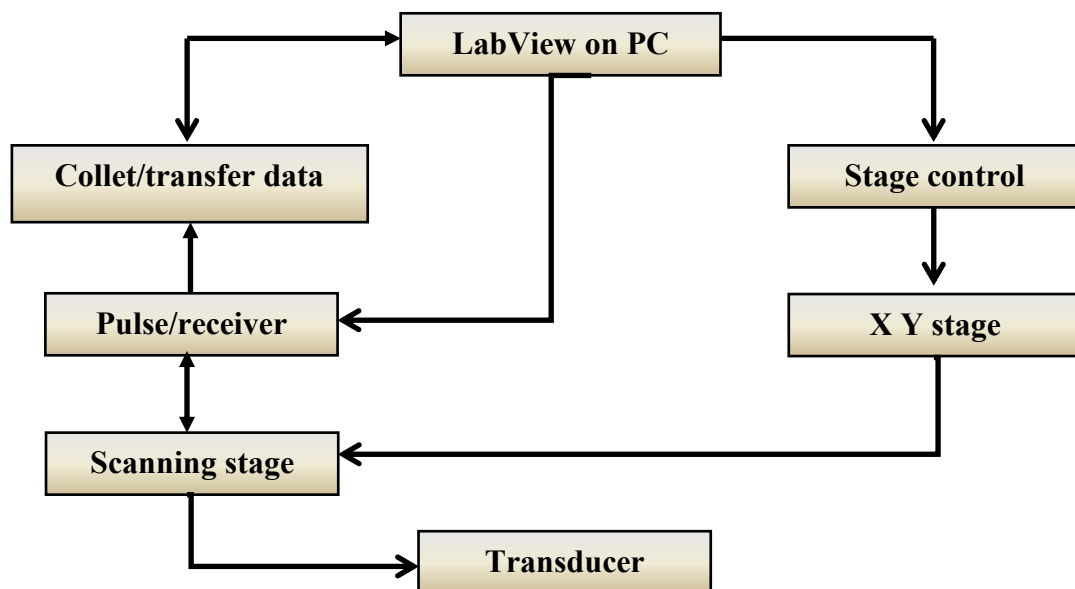 LabView on PC
Collet/transfer data
Stage control
Pulse/receiver
X Y stage
Scanning stage
Transducer